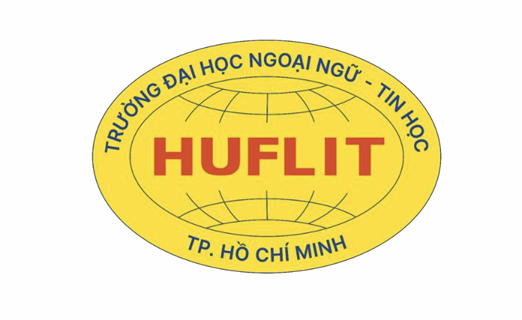 TRƯỜNG ĐẠI HỌC NGOẠI NGỮ - TIN HỌC
HUFLIT
TP. HỒ CHÍ MINH